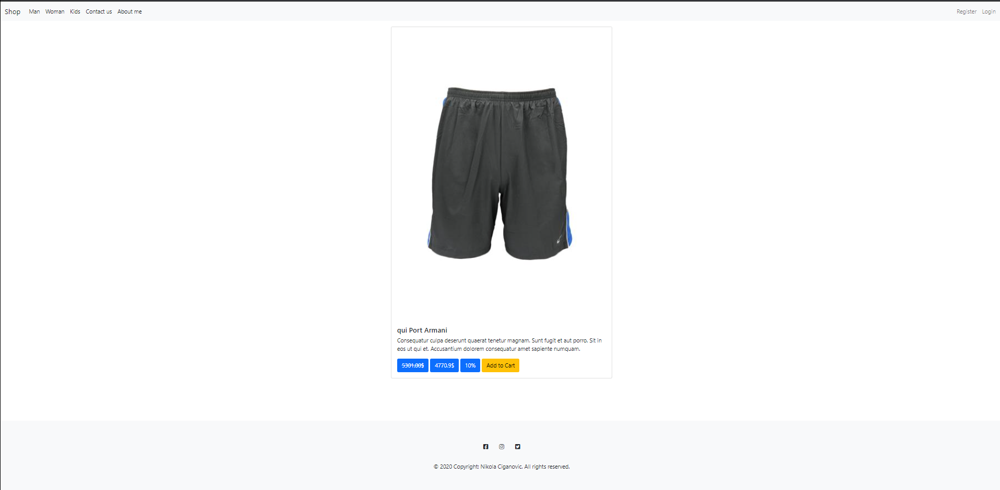 Shop Man Woman Kids Contact us About me Register Login
qui Port Armani
Consequatur culpa deserunt quaerat tenetur magnam. Sunt fugit et aut porro. Sit in
eos ut qui et. Accusantium dolorem consequatur amet sapiente numquam.
5301.00$ 4770.9$ 10% Add to Cart
© 2020 Copyright: Nikola Ciganovic. All rights reserved.